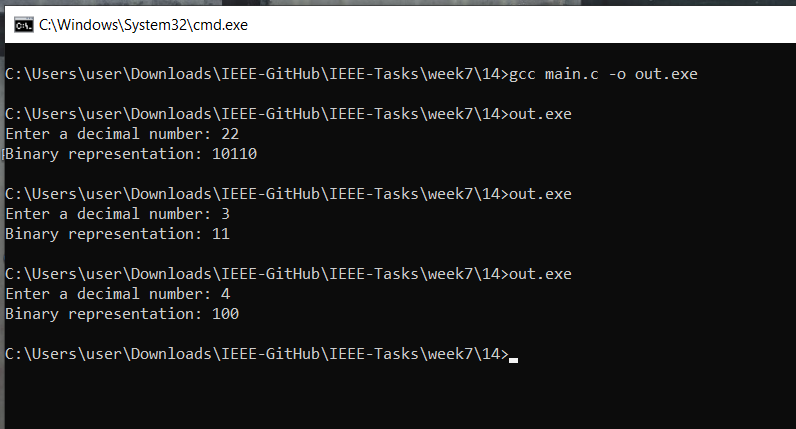 C:\Windows\System32\cmd.exe
C:\Users\user\Downloads\IEEE-GitHub\IEEE-Tasks\week7\14>gcc main.c -o out.exe
C:\Users\user\Downloads\IEEE-GitHub\IEEE-Tasks\week7\14>out.exe
Enter a decimal number: 22
Binary representation: 10110
C:\Users\user\Downloads\IEEE-GitHub\IEEE-Tasks\week7\14>out.exe
Enter a decimal number: 3
Binary representation: 11
C:\Users\user\Downloads\IEEE-GitHub\IEEE-Tasks\week7\14>out.exe
Enter a decimal number: 4
Binary representation: 100
C:\Users\user\Downloads\IEEE-GitHub\IEEE-Tasks\week7\14>